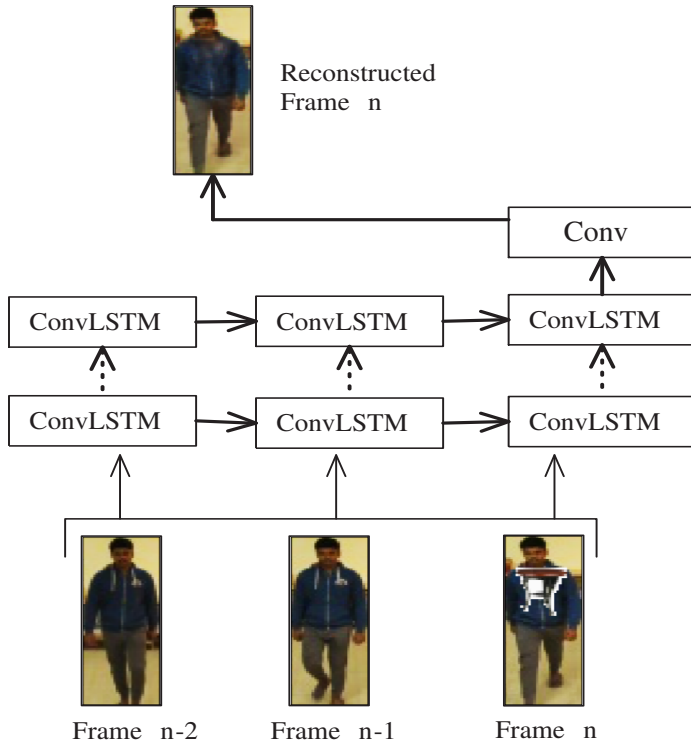 Reconstructed
Frame n
Conv
ConvLSTM ConvLSTM ConvLSTM
ConvLSTM ConvLSTM ConvLSTM
Frame n-2 Frame n-1 Frame n